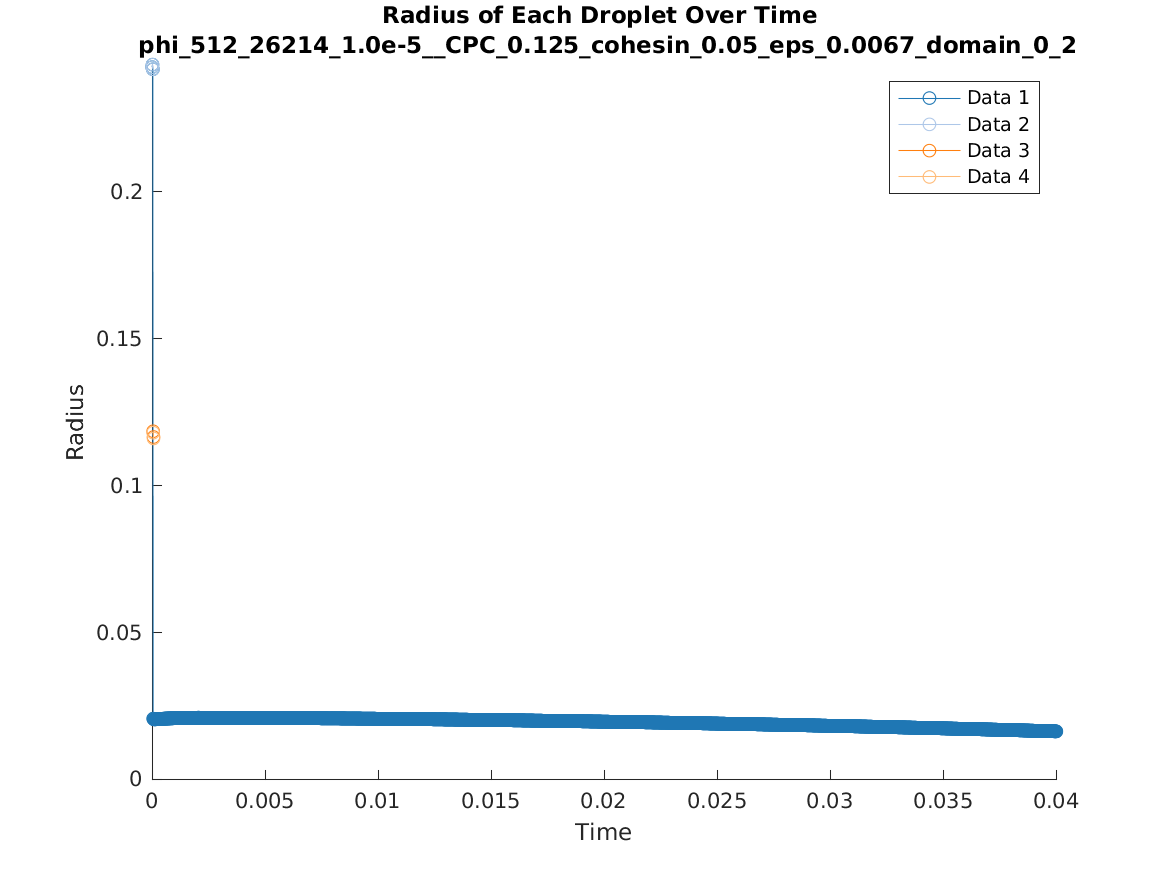 Radius of Each Droplet Over Time
phi_512_26214_1.0e-5__CPC_0.125_cohesin_0.05_eps_0.0067_domain_0_2
Data 1
Data 2
Data 3
Data 4
0.2
0.15
0.1
0.05
0
Radius
0
0.005
0.01
0.015
0.02
0.025
0.03
0.035
0.04
Time